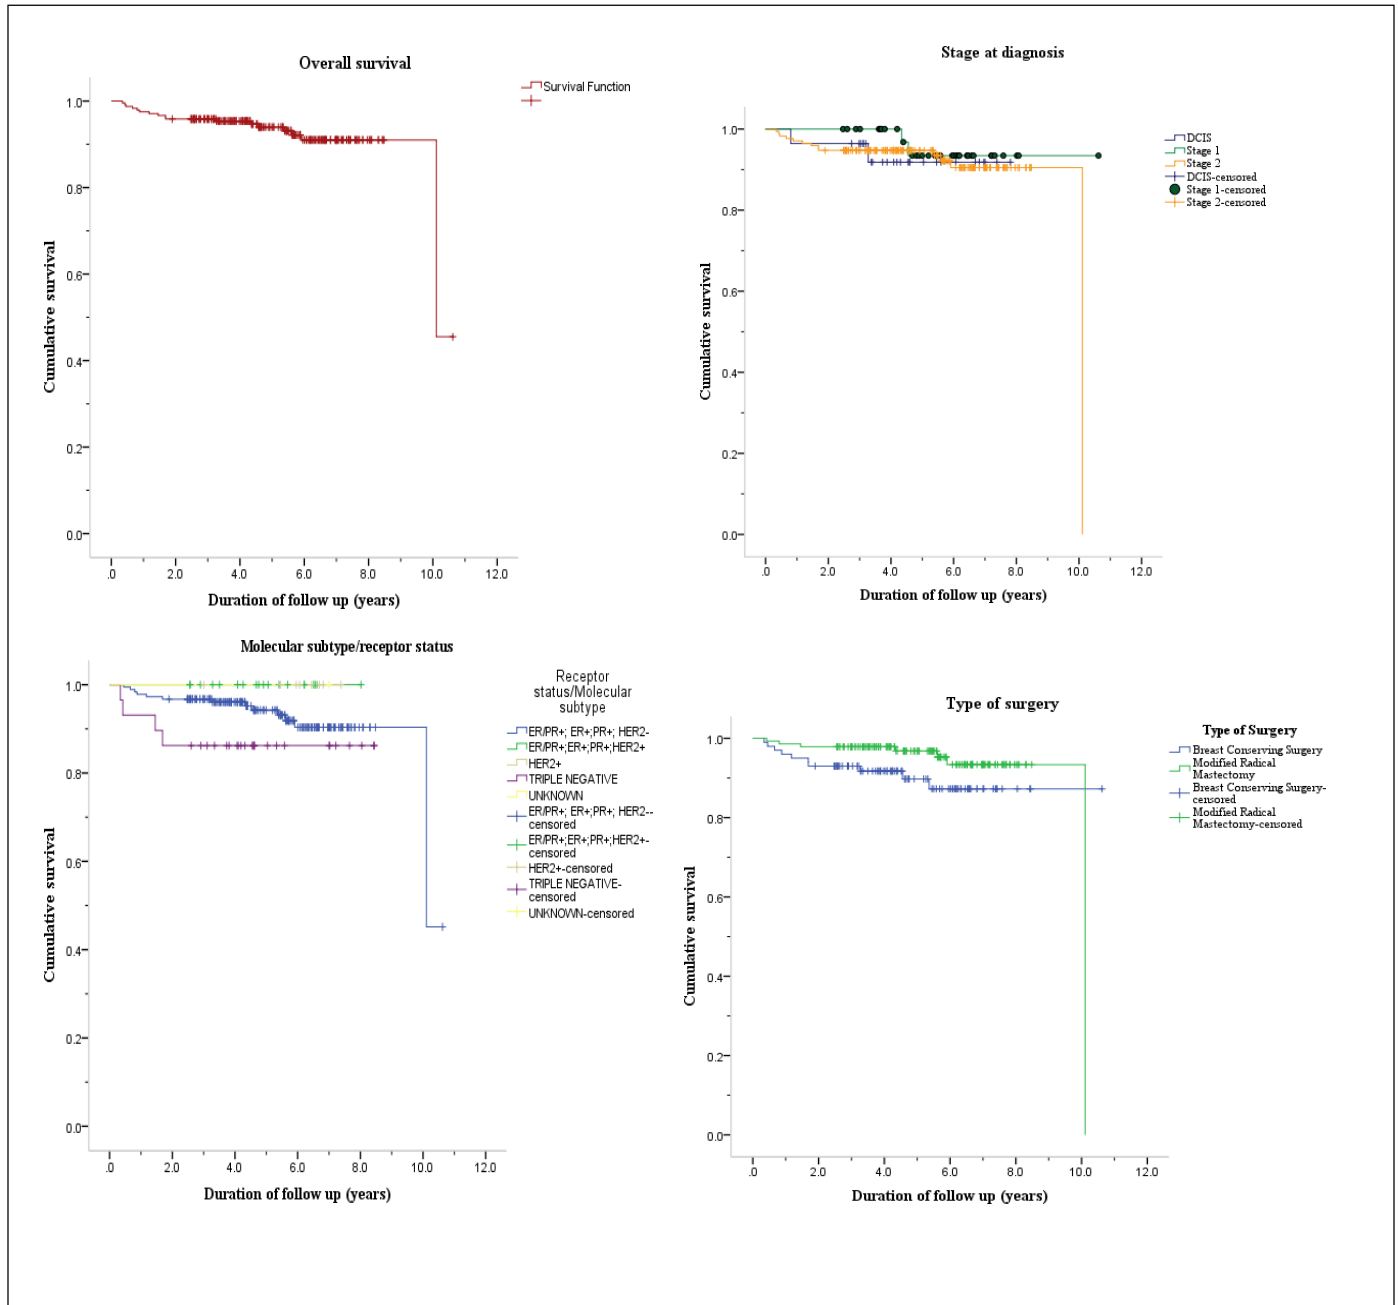 Overall survival
Survival Function
Cumulative survival
1.0
0.8
0.6
0.4
0.2
0.0
.0 2.0 4.0 6.0 8.0 10.0 12.0
Duration of follow up (years)
Stage at diagnosis
DCIS
Stage 1
Stage 2
DCIS-censored
Stage 1-censored
Stage 2-censored
Cumulative survival
1.0
0.8
0.6
0.4
0.2
0.0
.0 2.0 4.0 6.0 8.0 10.0 12.0
Duration of follow up (years)
Molecular subtype/receptor status
Receptor
status/Molecular
subtype
ER/PR+; ER+;PR+; HER2-
ER/PR+;ER+;PR+;HER2+
HER2+
TRIPLE NEGATIVE
UNKNOWN
ER/PR+; ER+;PR+; HER2--
censored
ER/PR+;ER+;PR+;HER2+-
censored
HER2+-censored
TRIPLE NEGATIVE-
censored
UNKNOWN-censored
Cumulative survival
1.0
0.8
0.6
0.4
0.2
0.0
.0 2.0 4.0 6.0 8.0 10.0 12.0
Duration of follow up (years)
Type of surgery
Type of Surgery
Breast Conserving Surgery
Modified Radical
Mastectomy
Breast Conserving Surgery-
censored
Modified Radical
Mastectomy-censored
Cumulative survival
1.0
0.8
0.6
0.4
0.2
0.0
.0 2.0 4.0 6.0 8.0 10.0 12.0
Duration of follow up (years)